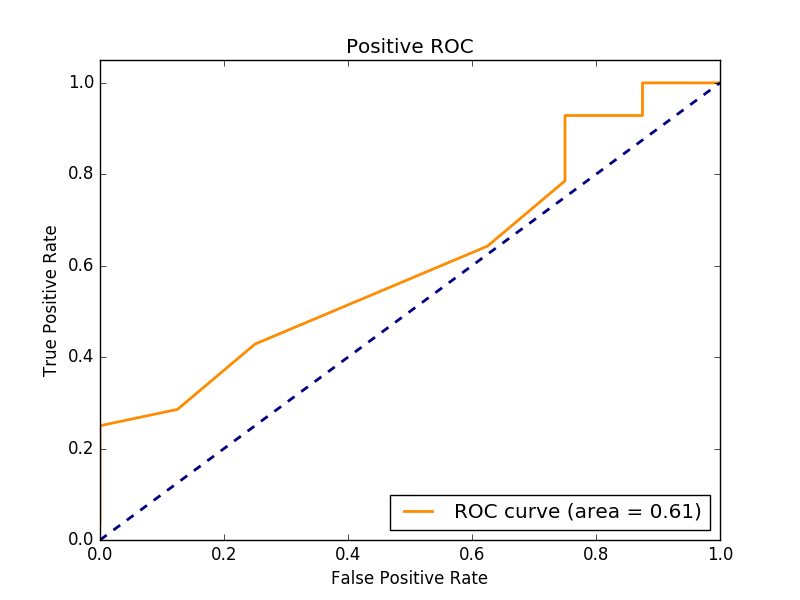 Positive ROC
True Positive Rate
1.0
0.8
0.6
0.4
0.2
0.0
ROC curve (area = 0.61)
0.0 0.2 0.4 0.6 0.8 1.0
False Positive Rate